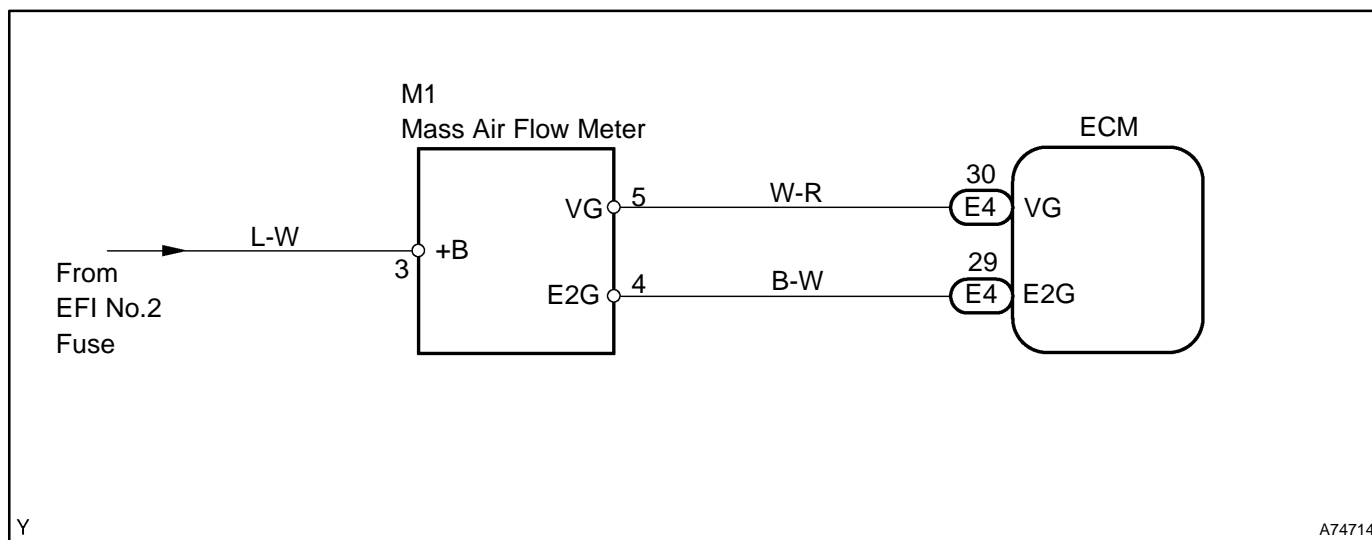 M1
Mass Air Flow Meter
ECM
VG
5
W-R
30
E4
VG
L-W
3
+B
From
EFI No.2
Fuse
E2G
4
B-W
29
E4
E2G
Y
A74714